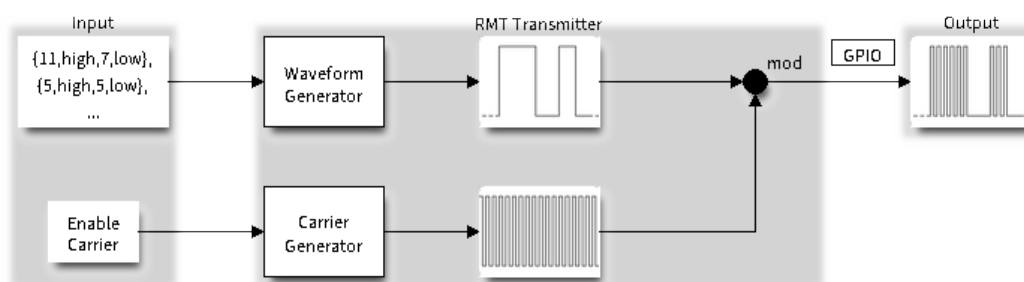 Input
RMT Transmitter
Output
{11,high,7,low},
{5,high,5,low},
...
Waveform
Generator
mod
GPIO
Enable
Carrier
Carrier
Generator